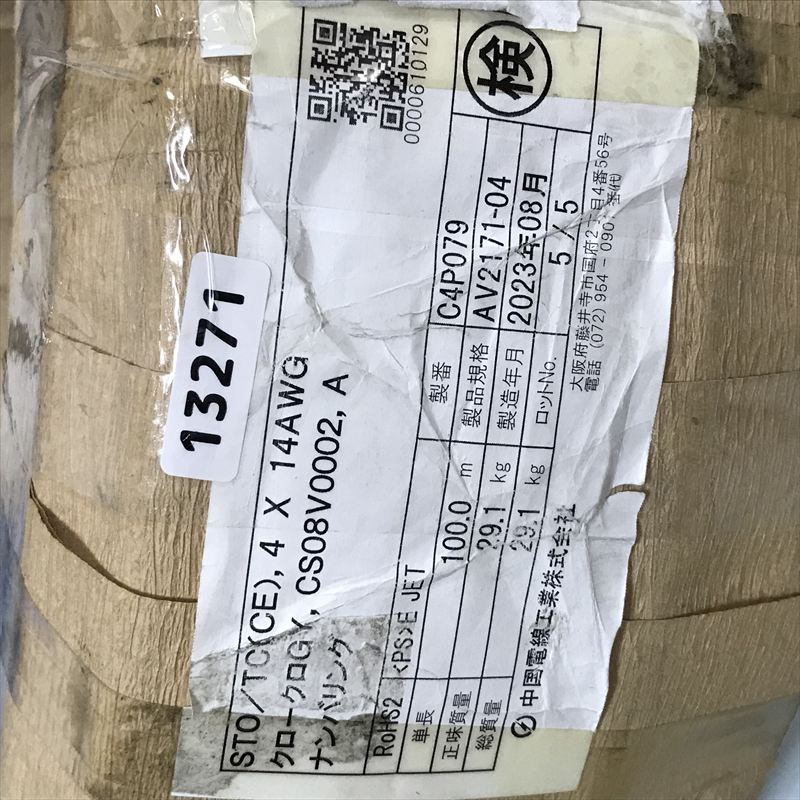 13271
0000610129
検
STO/TC(CE), 4 X 14AWG
クロークロGY, CS08V0002, A
ナンバリング
RoHS2 <PS>E JET
単長 100.0 m 製番 C4P079
正味質量 29.1 kg 製品規格 AV2171-04
総質量 29.1 kg 製造年月 2023年08月
ロットNo. 5/5
中国電線工業株式会社
大阪府藤井寺市国府2丁目4番56号
電話 (072) 954-090 代